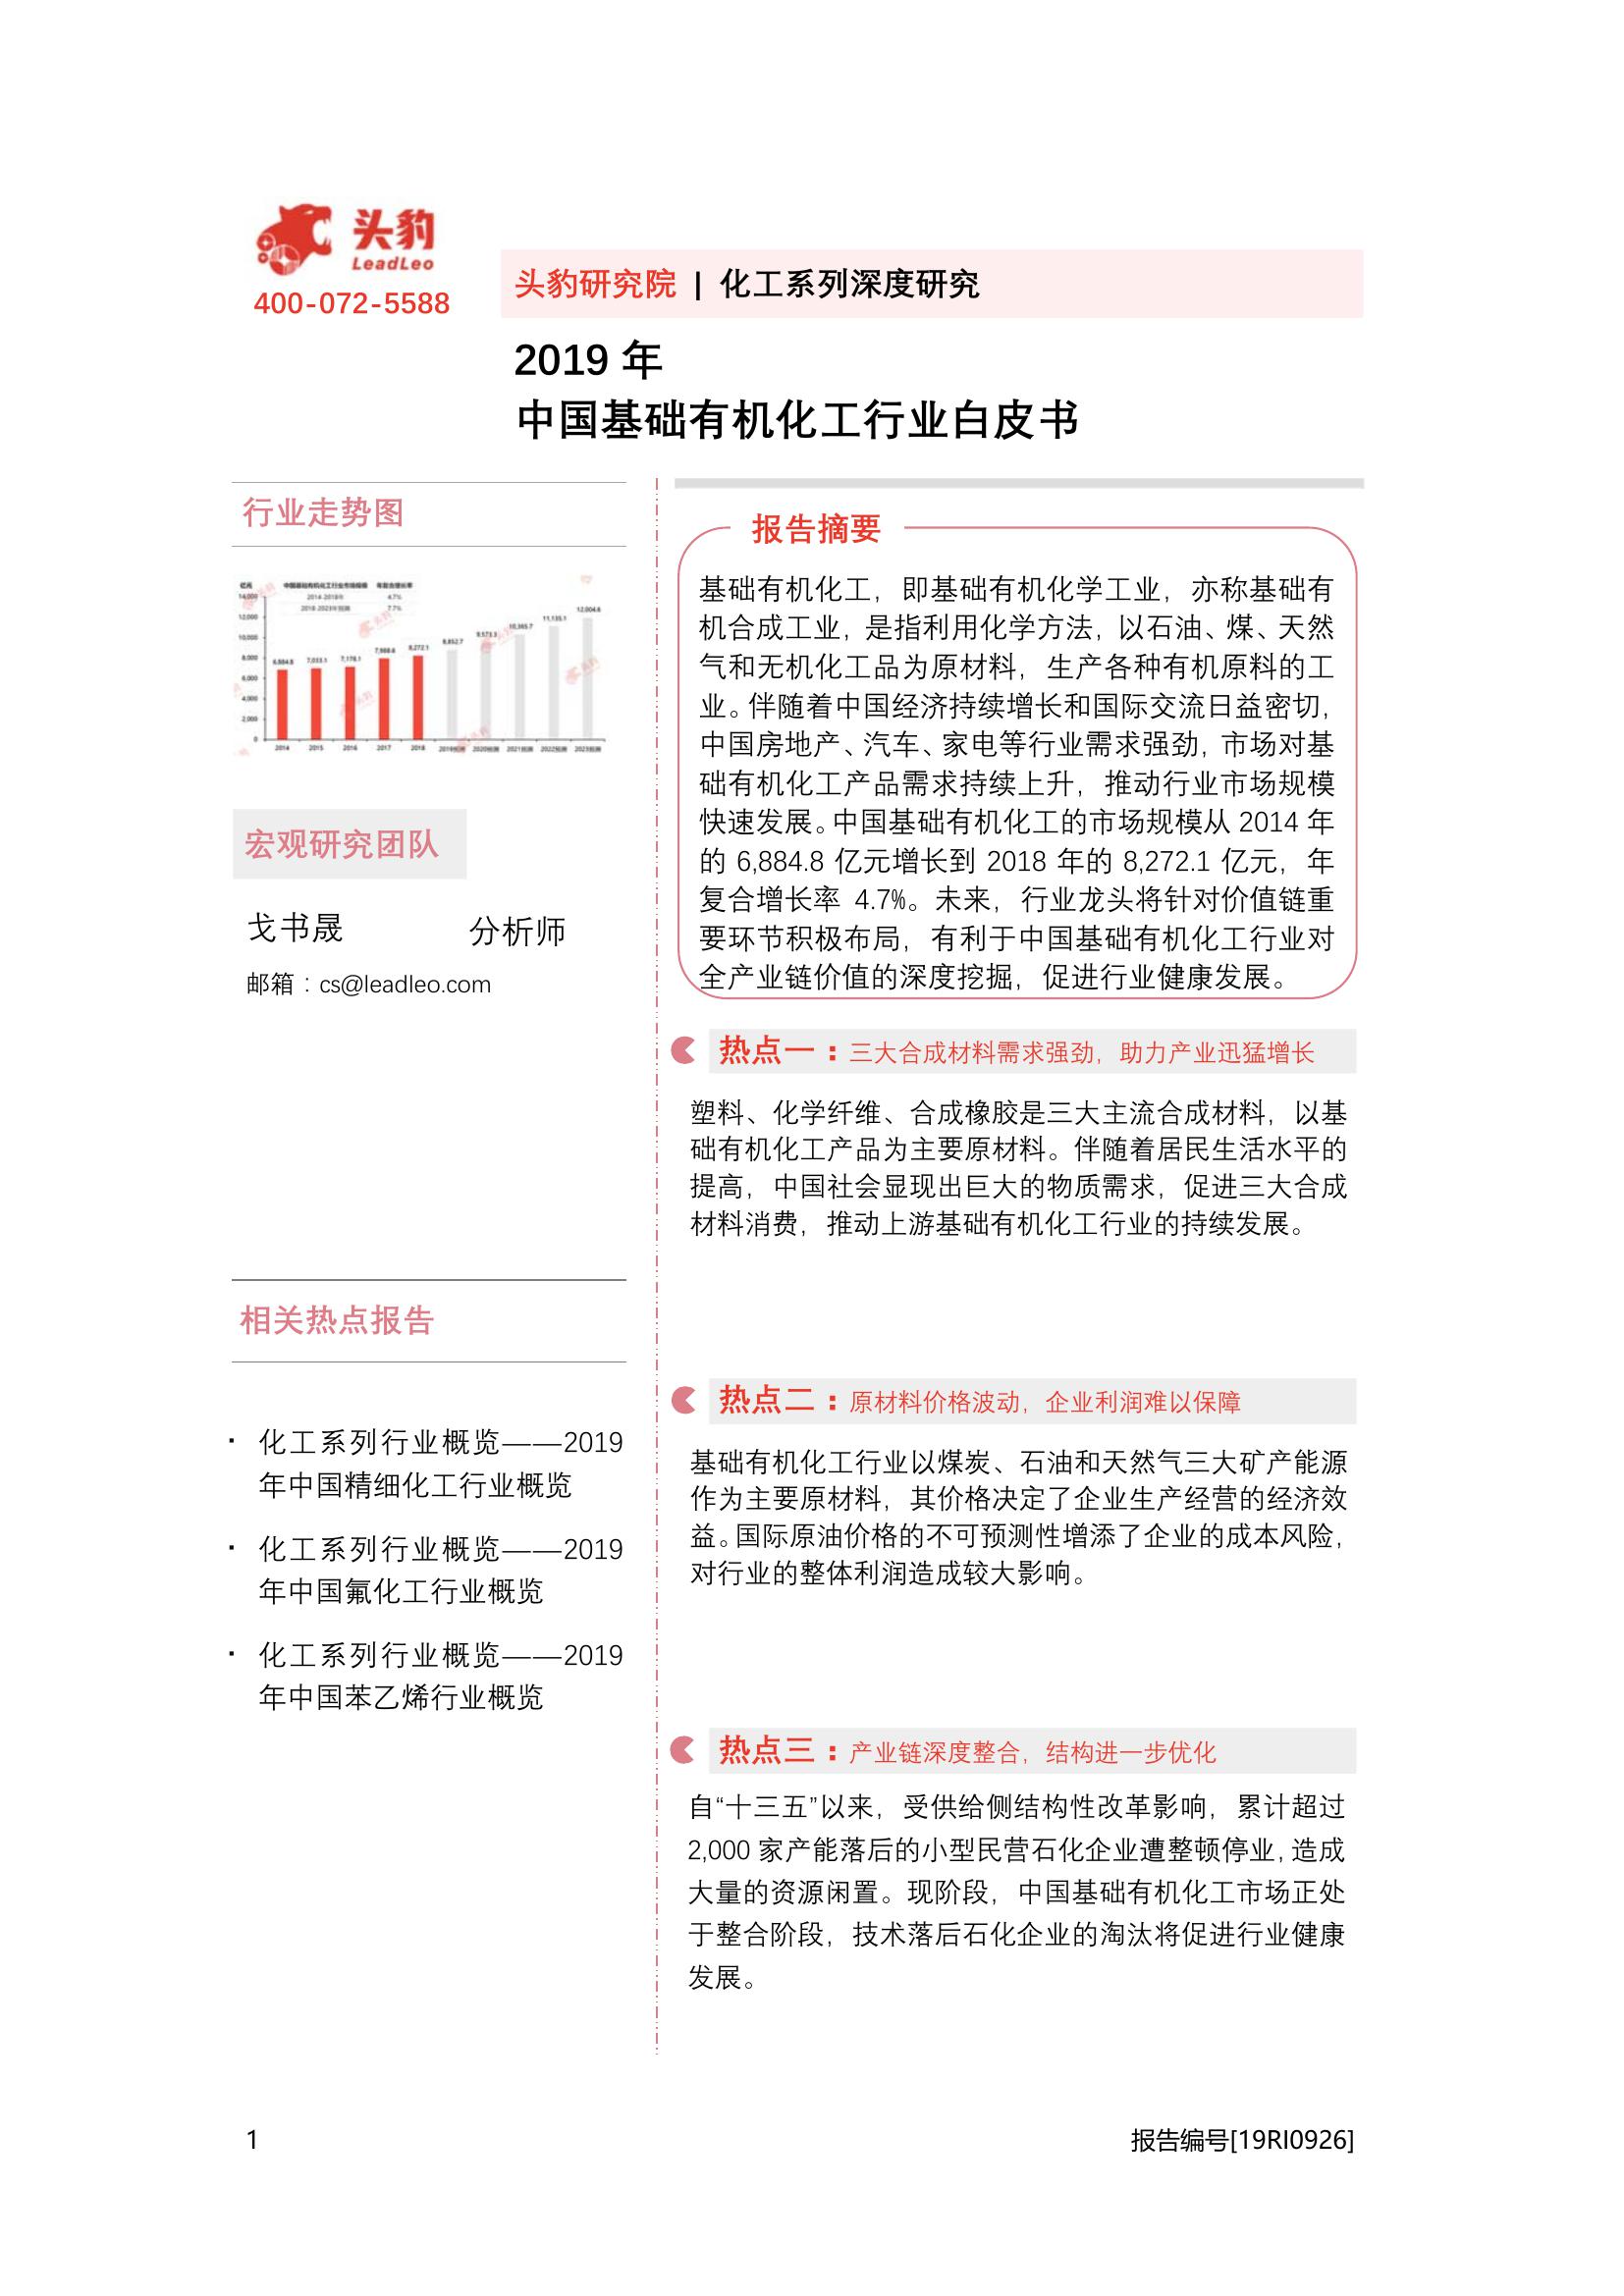 头豹
LeadLeo
400-072-5588
头豹研究院 | 化工系列深度研究
2019 年
中国基础有机化工行业白皮书
行业走势图
亿元
中国基础有机化工行业市场规模 年复合增长率
2014-2018年 4.7%
2018-2023年预测 7.7%
14,000
12,000
10,000
8,000
6,000
4,000
2,000
0
6,884.8 7,033.1 7,178.1 7,988.6 8,272.1 8,852.7 9,573.3 10,365.7 11,135.1 12,004.6
2014 2015 2016 2017 2018 2019预测 2020预测 2021预测 2022预测 2023预测
宏观研究团队
戈书晟 分析师
邮箱：cs@leadleo.com
相关热点报告
· 化工系列行业概览——2019
年中国精细化工行业概览
· 化工系列行业概览——2019
年中国氟化工行业概览
· 化工系列行业概览——2019
年中国苯乙烯行业概览
报告摘要
基础有机化工，即基础有机化学工业，亦称基础有
机合成工业，是指利用化学方法，以石油、煤、天然
气和无机化工品为原材料，生产各种有机原料的工
业。伴随着中国经济持续增长和国际交流日益密切，
中国房地产、汽车、家电等行业需求强劲，市场对基
础有机化工产品需求持续上升，推动行业市场规模
快速发展。中国基础有机化工的市场规模从 2014 年
的 6,884.8 亿元增长到 2018 年的 8,272.1 亿元，年
复合增长率 4.7%。未来，行业龙头将针对价值链重
要环节积极布局，有利于中国基础有机化工行业对
全产业链价值的深度挖掘，促进行业健康发展。
热点一：三大合成材料需求强劲，助力产业迅猛增长
塑料、化学纤维、合成橡胶是三大主流合成材料，以基
础有机化工产品为主要原材料。伴随着居民生活水平的
提高，中国社会显现出巨大的物质需求，促进三大合成
材料消费，推动上游基础有机化工行业的持续发展。
热点二：原材料价格波动，企业利润难以保障
基础有机化工行业以煤炭、石油和天然气三大矿产能源
作为主要原材料，其价格决定了企业生产经营的经济效
益。国际原油价格的不可预测性增添了企业的成本风险，
对行业的整体利润造成较大影响。
热点三：产业链深度整合，结构进一步优化
自“十三五”以来，受供给侧结构性改革影响，累计超过
2,000 家产能落后的小型民营石化企业遭整顿停业，造成
大量的资源闲置。现阶段，中国基础有机化工市场正处
于整合阶段，技术落后石化企业的淘汰将促进行业健康
发展。
1
报告编号[19RI0926]